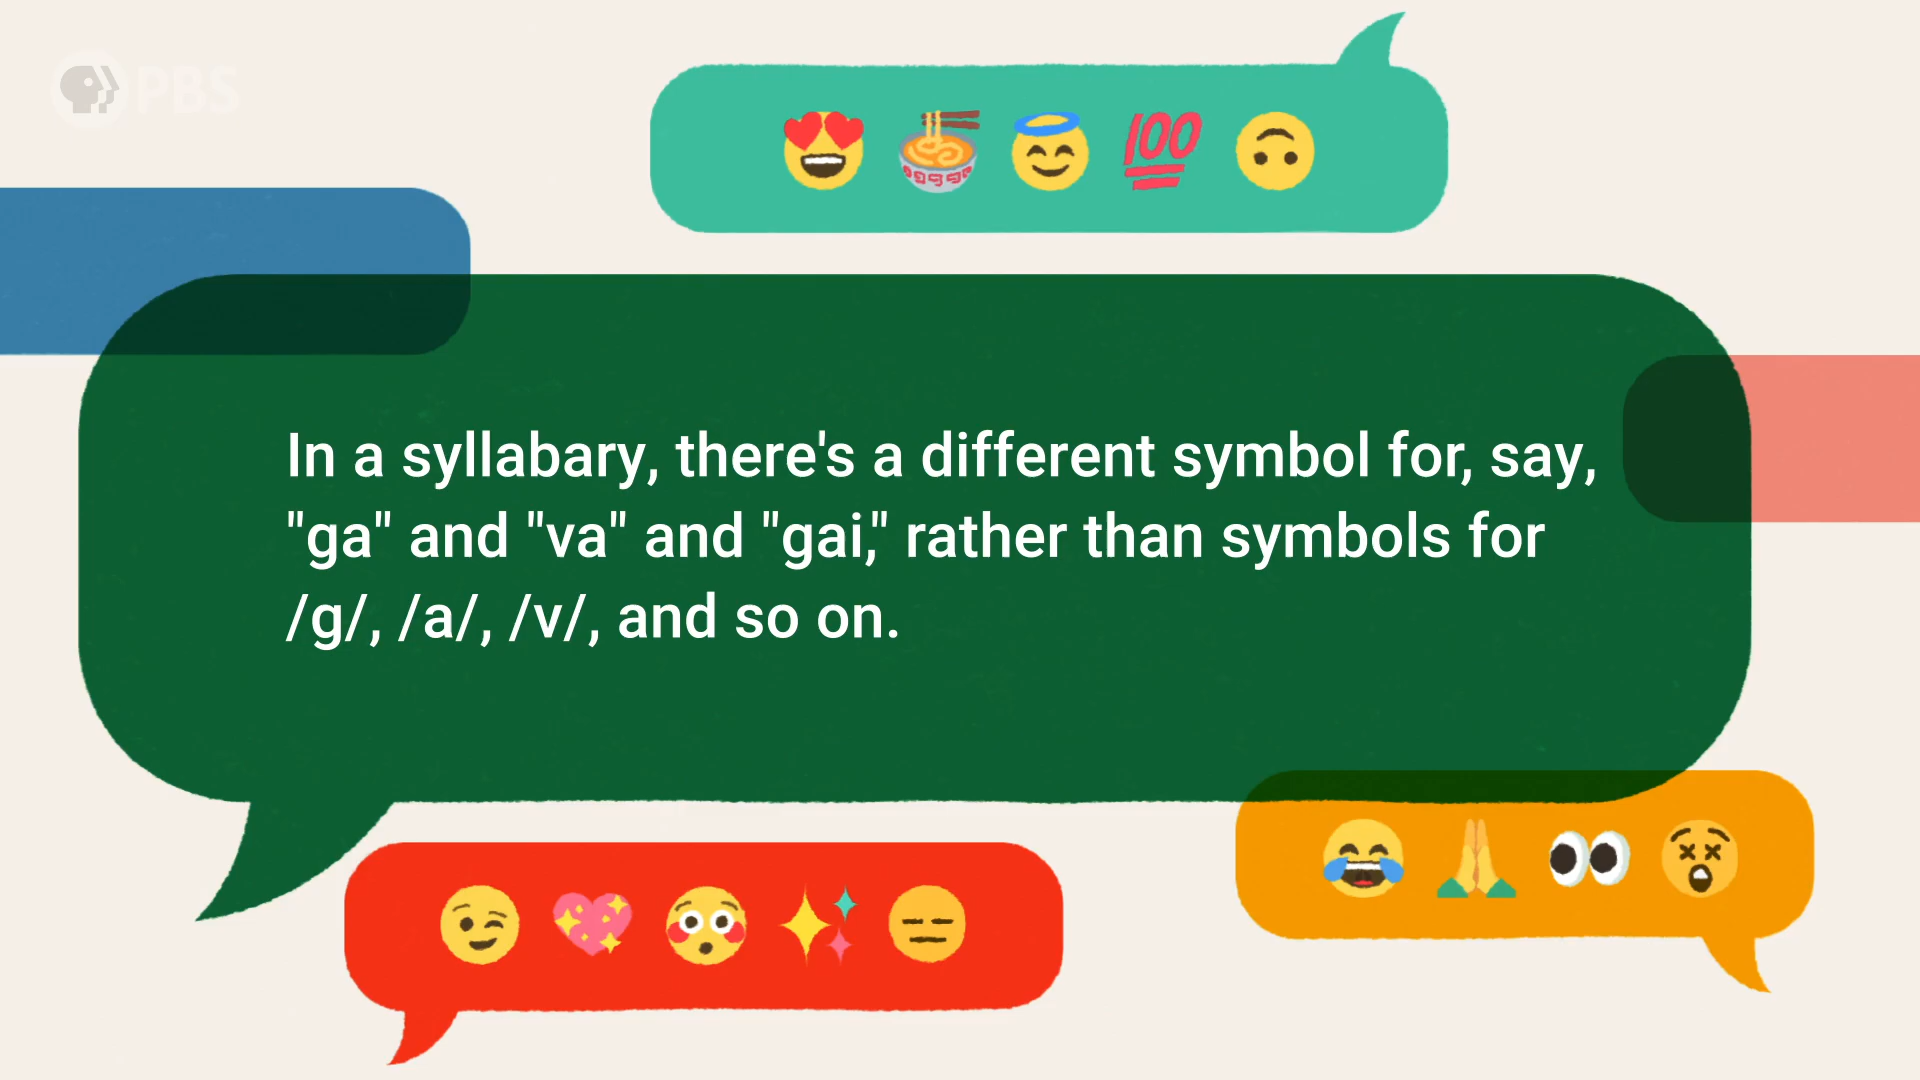 PBS
😍 🍜 😇 💯 🙃
In a syllabary, there's a different symbol for, say,
"ga" and "va" and "gai," rather than symbols for
/g/, /a/, /v/, and so on.
😂 🙏 👀 😵
😉 💖 😳 ✨ 😑